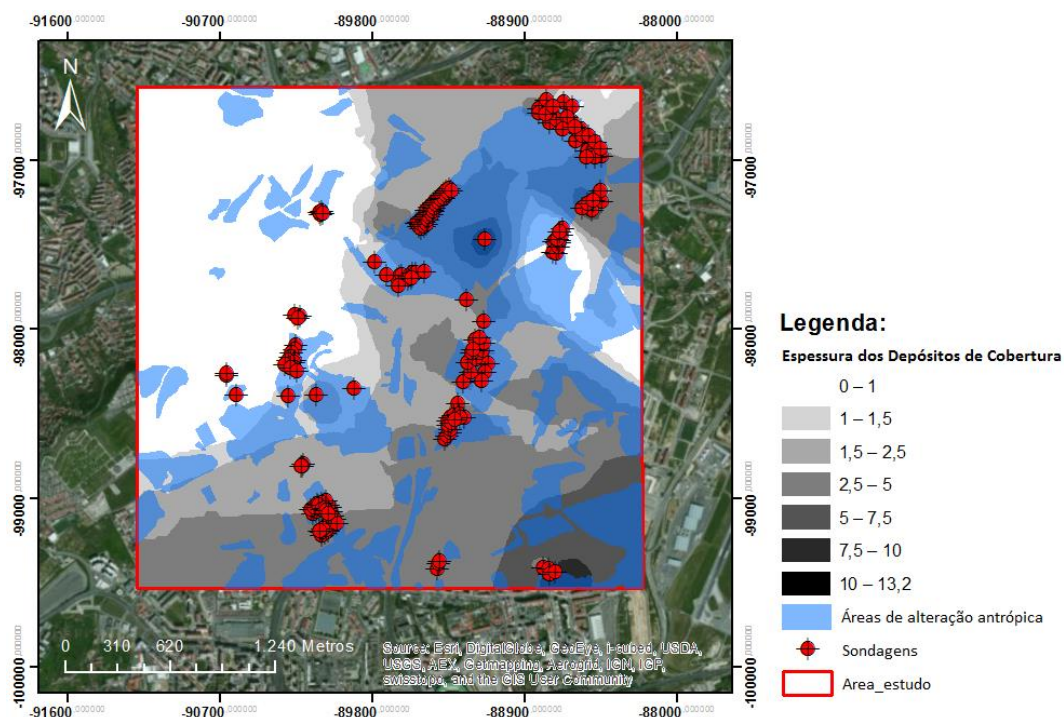 -91600,000000 -90700,000000 -89800,000000 -88900,000000 -88000,000000
N
-97000,000000 -97000,000000
-98000,000000 -98000,000000
-99000,000000 -99000,000000
-100000,000000 -100000,000000
0 310 620 1.240 Metros
Source: Esri, DigitalGlobe, GeoEye, i-cubed, USDA,
USGS, AEX, Getmapping, Aerogrid, IGN, IGP,
swisstopo, and the GIS User Community
-91600,000000 -90700,000000 -89800,000000 -88900,000000 -88000,000000
Legenda:
Espessura dos Depósitos de Cobertura
0 – 1
1 – 1,5
1,5 – 2,5
2,5 – 5
5 – 7,5
7,5 – 10
10 – 13,2
Áreas de alteração antrópica
Sondagens
Area_estudo